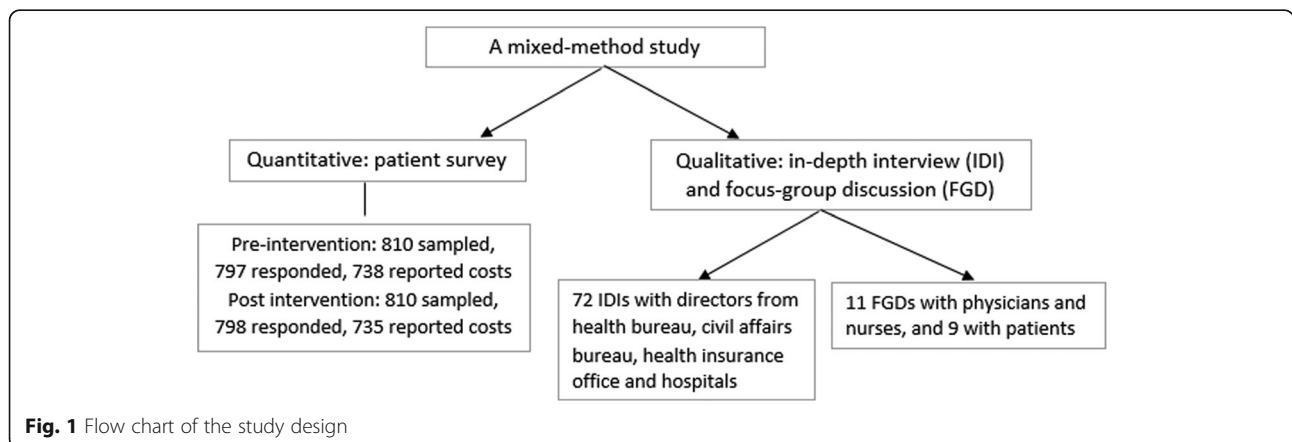 A mixed-method study
Quantitative: patient survey
Qualitative: in-depth interview (IDI)
and focus-group discussion (FGD)
Pre-intervention: 810 sampled,
797 responded, 738 reported costs
Post intervention: 810 sampled,
798 responded, 735 reported costs
72 IDIs with directors from
health bureau, civil affairs
bureau, health insurance
office and hospitals
11 FGDs with physicians and
nurses, and 9 with patients
Fig. 1 Flow chart of the study design